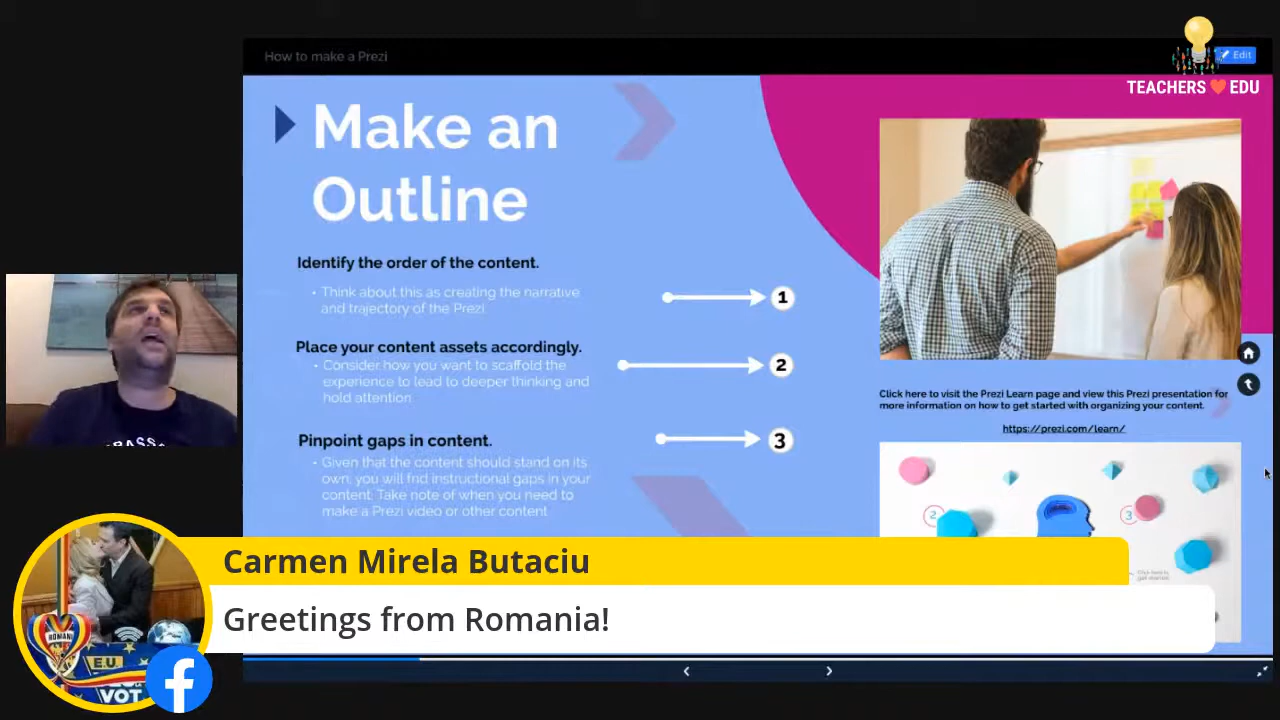 How to make a Prezi
Edit
TEACHERS EDU
Make an
Outline
Identify the order of the content.
Think about this as creating the narrative
and trajectory of the Prezi.
Place your content assets accordingly.
Consider how you want to scaffold the
experience to lead to deeper thinking and
hold attention.
Pinpoint gaps in content.
Given that the content should stand on its
own, you will fnd instructional gaps in your
content. Take note of when you need to
make a Prezi video or other content
1
2
3
Click here to visit the Prezi Learn page and view this Prezi presentation for
more information on how to get started with organizing your content.
https://prezi.com/learn/
2
3
Carmen Mirela Butaciu
Greetings from Romania!
E.U.
VOT